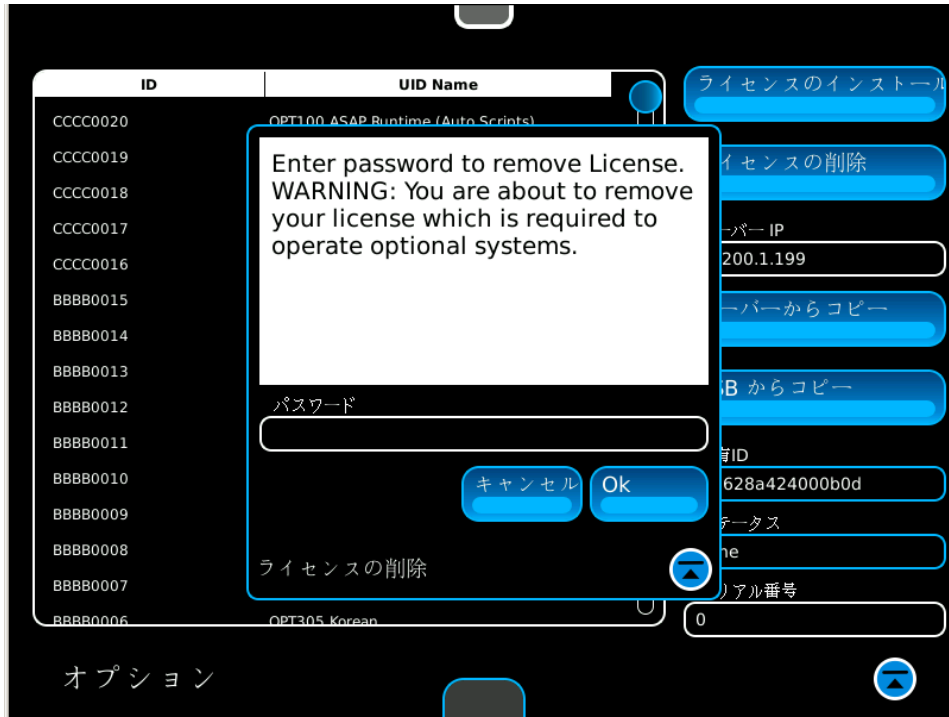 ID UID Name
CCCC0020 OPT100 ASAP Runtime (Auto Scripts)
CCCC0019
CCCC0018
CCCC0017
CCCC0016
BBBB0015
BBBB0014
BBBB0013
BBBB0012
BBBB0011
BBBB0010
BBBB0009
BBBB0008
BBBB0007
BBBB0006 OPT305 Korean
Enter password to remove License.
WARNING: You are about to remove
your license which is required to
operate optional systems.
パスワード
キャンセル Ok
ライセンスの削除
ライセンスのインストール
イセンスの削除
ーバー IP
200.1.199
ーバーからコピー
SB からコピー
有ID
628a424000b0d
テータス
ne
リアル番号
0
オプション